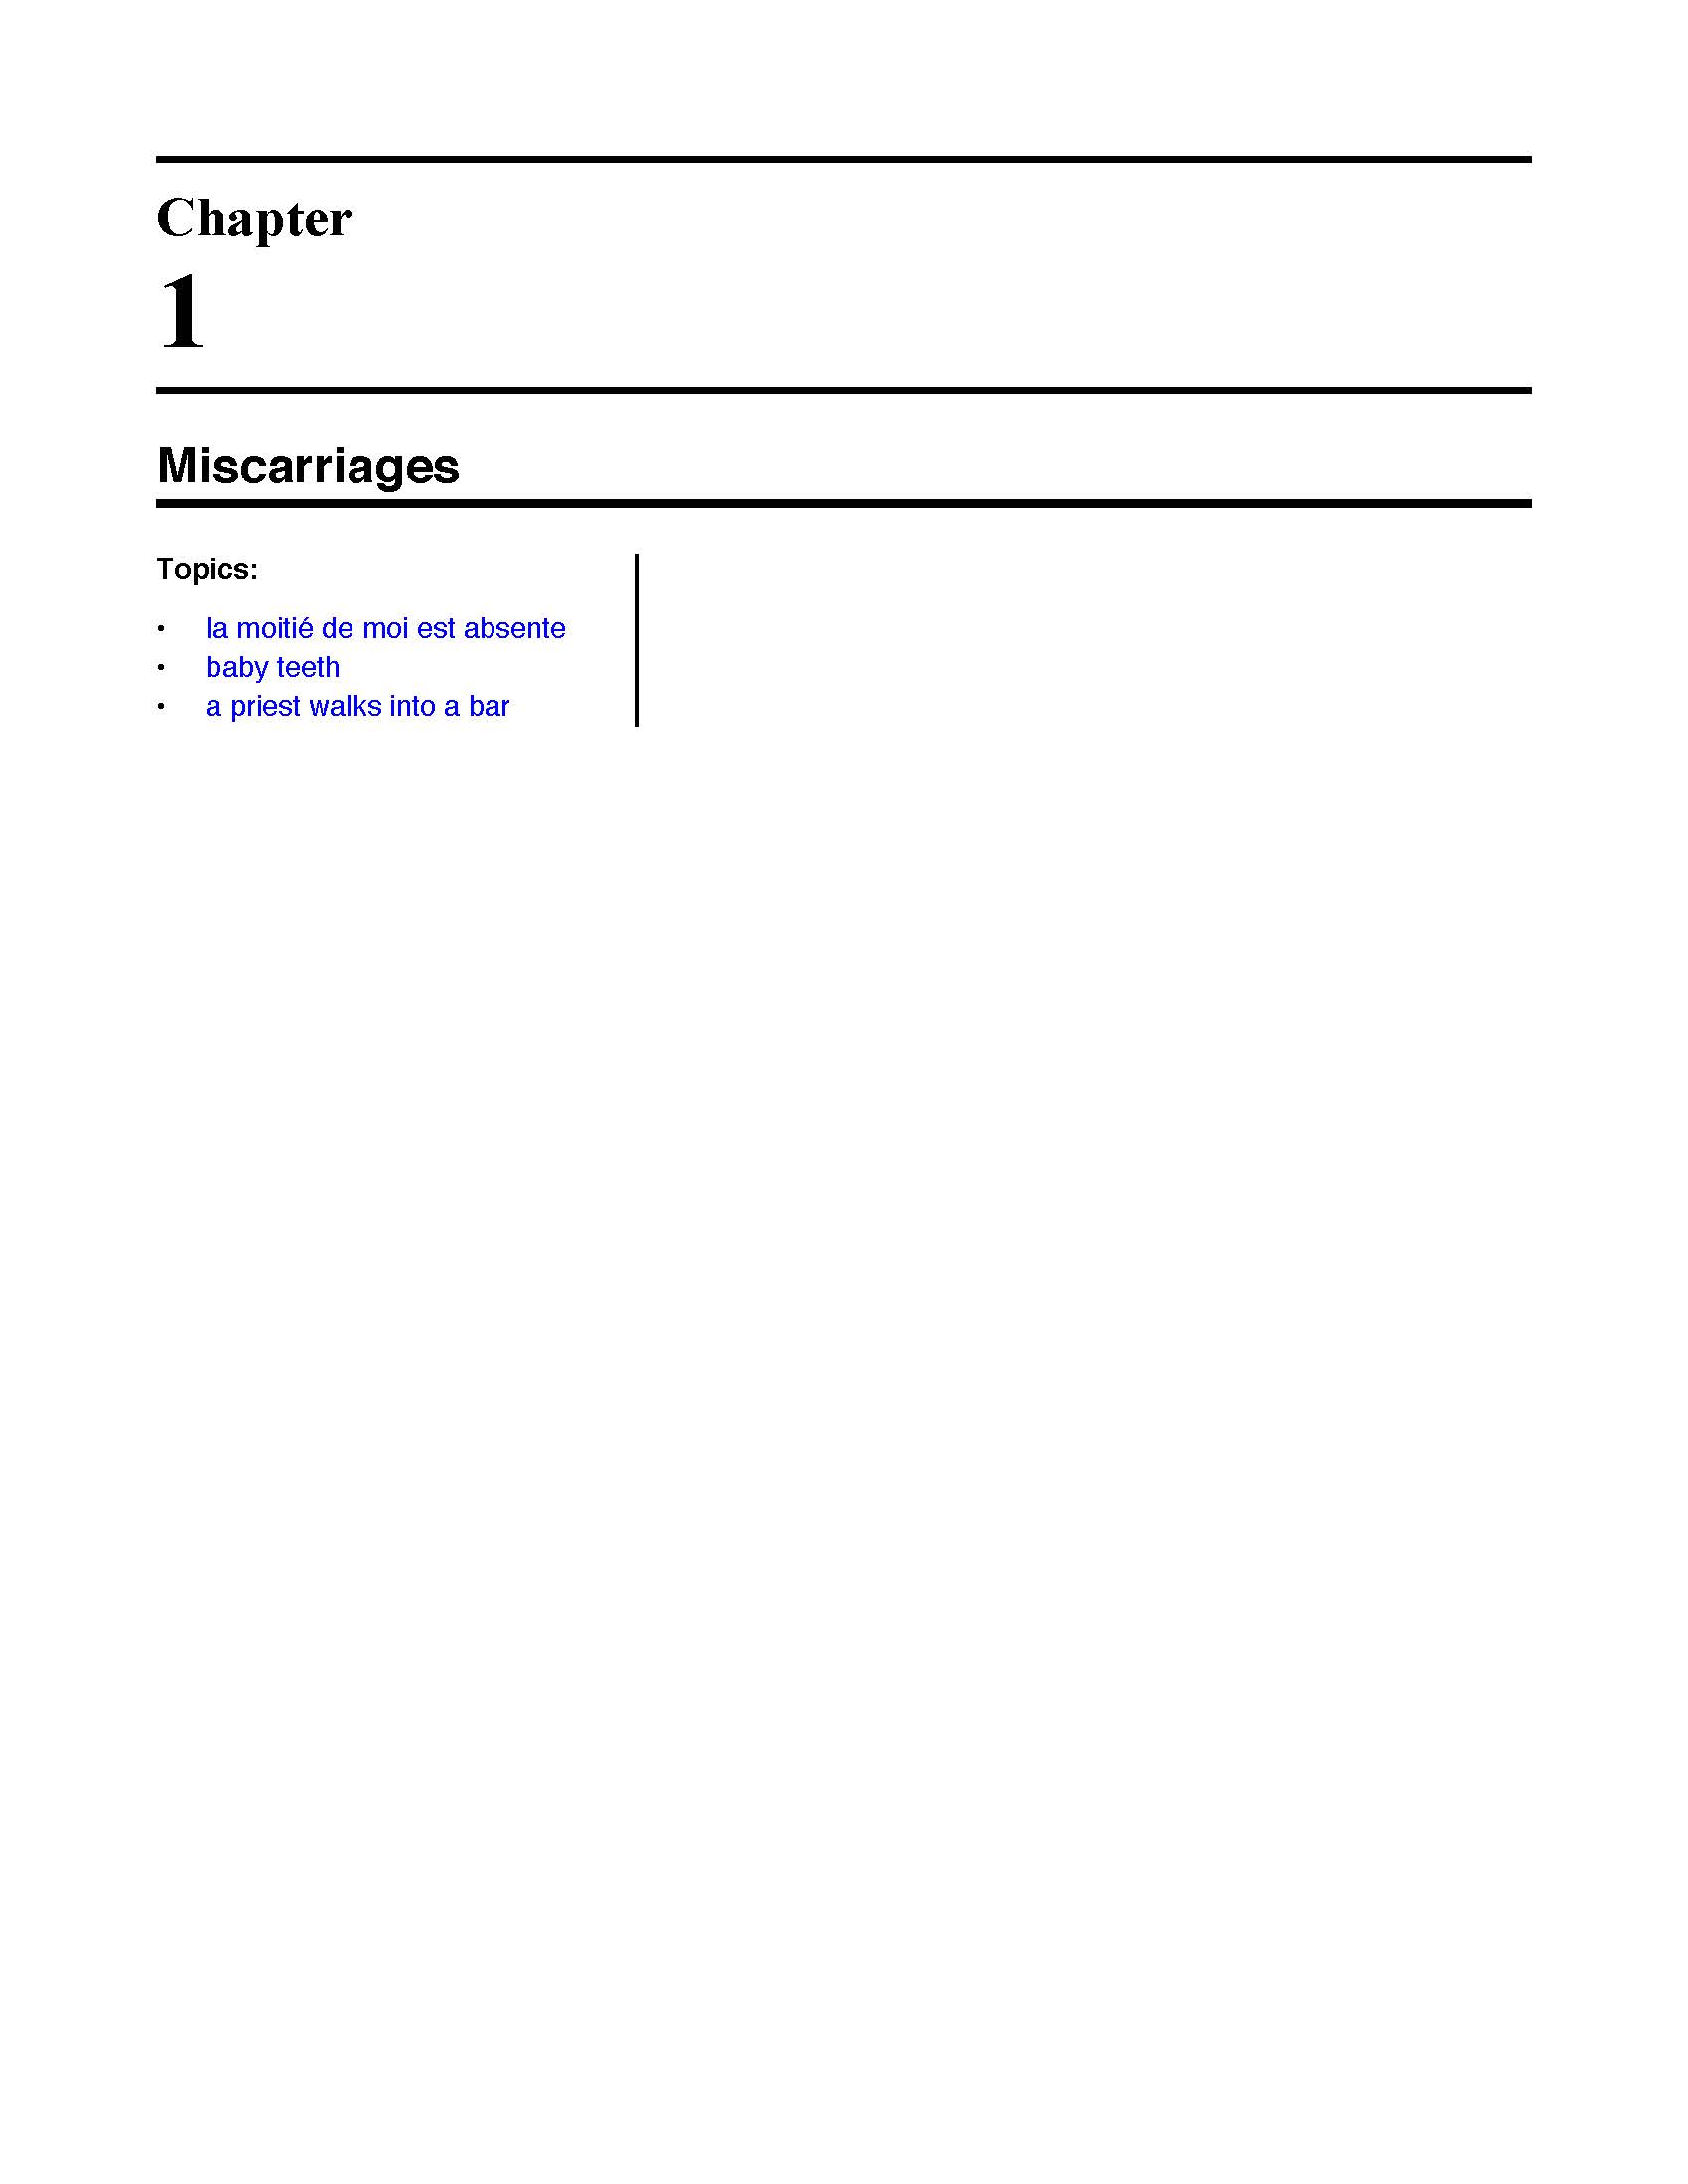 Chapter
1
Miscarriages
Topics:
• la moitié de moi est absente
• baby teeth
• a priest walks into a bar